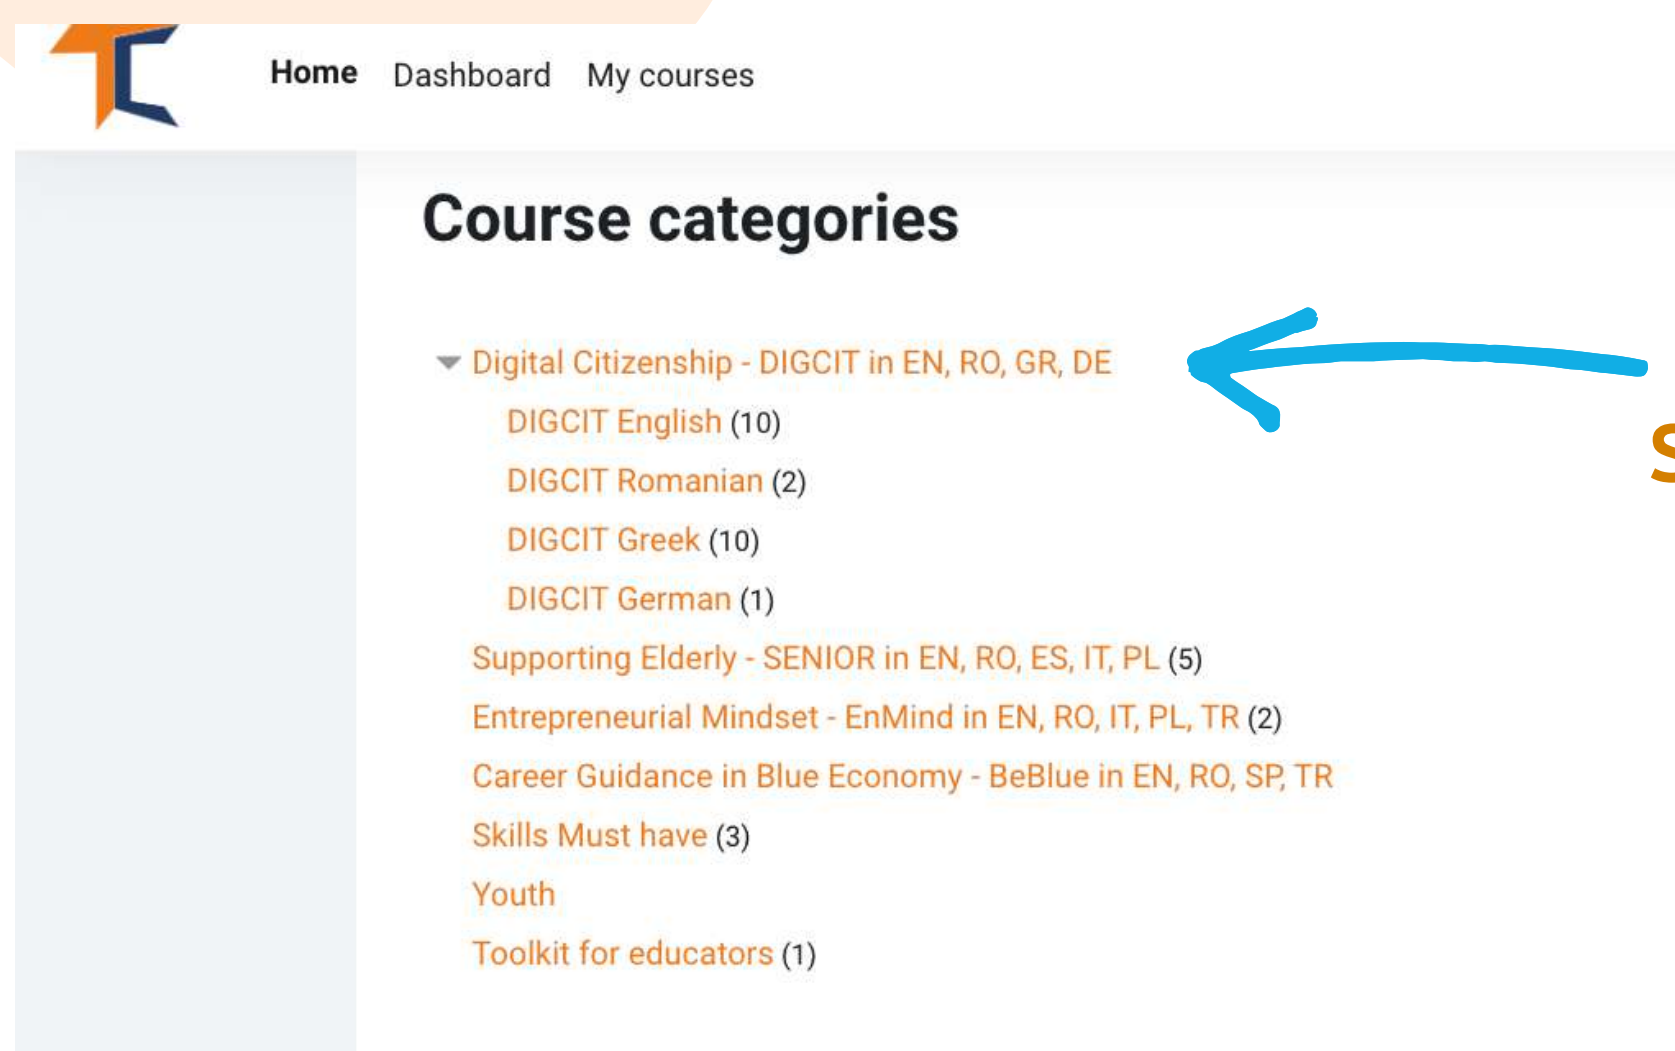 Home Dashboard My courses
Course categories
Digital Citizenship - DIGCIT in EN, RO, GR, DE
DIGCIT English (10)
DIGCIT Romanian (2)
DIGCIT Greek (10)
DIGCIT German (1)
Supporting Elderly - SENIOR in EN, RO, ES, IT, PL (5)
Entrepreneurial Mindset - EnMind in EN, RO, IT, PL, TR (2)
Career Guidance in Blue Economy - BeBlue in EN, RO, SP, TR
Skills Must have (3)
Youth
Toolkit for educators (1)